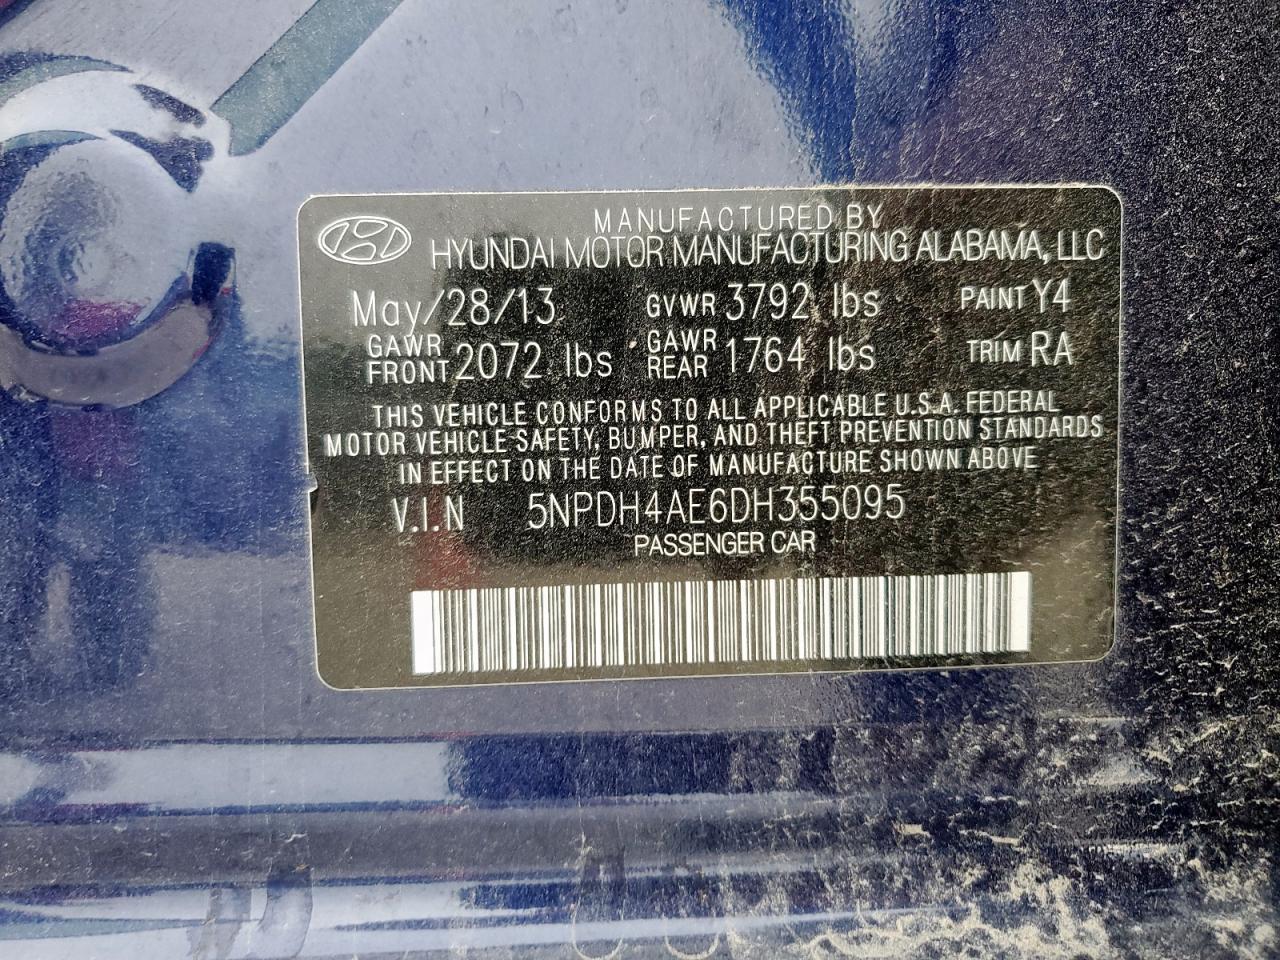 MANUFACTURED BY
HYUNDAI MOTOR MANUFACTURING ALABAMA, LLC
May/28/13 GVWR 3792 lbs PAINT Y4
GAWR FRONT 2072 lbs GAWR REAR 1764 lbs TRIM RA
THIS VEHICLE CONFORMS TO ALL APPLICABLE U.S.A. FEDERAL
MOTOR VEHICLE SAFETY, BUMPER, AND THEFT PREVENTION STANDARDS
IN EFFECT ON THE DATE OF MANUFACTURE SHOWN ABOVE
V.I.N 5NPDH4AE6DH355095
PASSENGER CAR